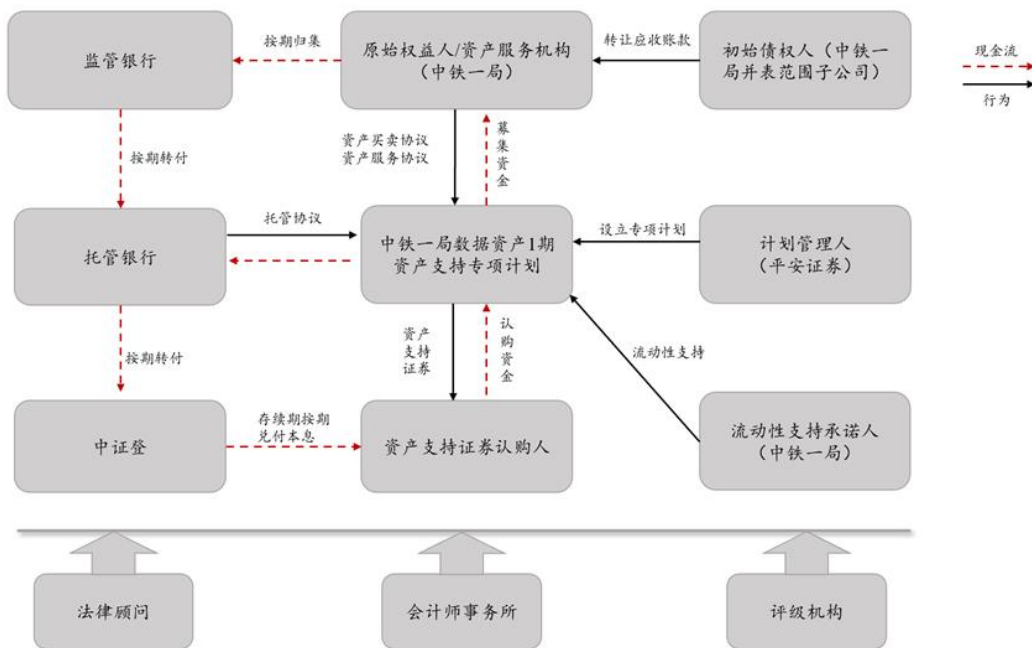 监管银行
按期归集
原始权益人/资产服务机构
（中铁一局）
转让应收账款
初始债权人（中铁一
局并表范围子公司）
现金流
行为
按期转付
资产买卖协议
资产服务协议
募集资金
托管银行
托管协议
中铁一局数据资产1期
资产支持专项计划
设立专项计划
计划管理人
（平安证券）
按期转付
资产
支持
证券
认购资金
流动性支持
中证登
存续期按期
兑付本息
资产支持证券认购人
流动性支持承诺人
（中铁一局）
法律顾问
会计师事务所
评级机构